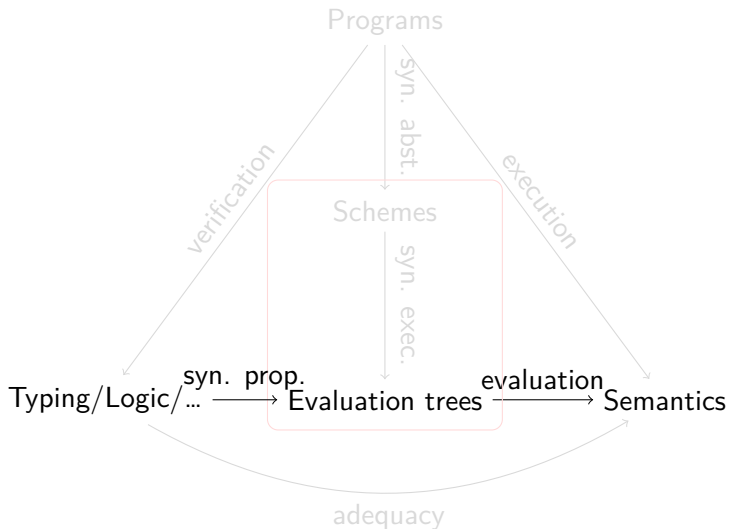 Programs
syn. abst.
verification
execution
Schemes
syn. exec.
syn. prop.
evaluation
Typing/Logic/...
Evaluation trees
Semantics
adequacy